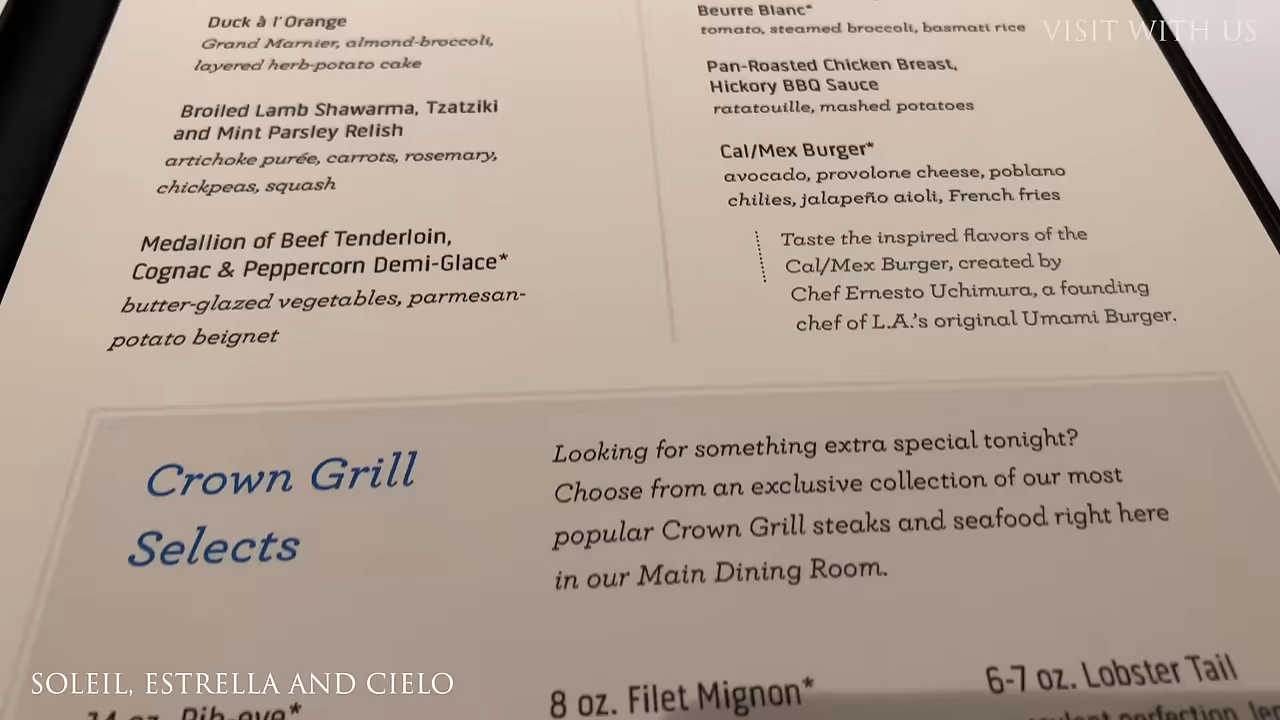 VISIT WITH US
Duck à l'Orange
Grand Marnier, almond-broccoli,
layered herb-potato cake
Broiled Lamb Shawarma, Tzatziki
and Mint Parsley Relish
artichoke purée, carrots, rosemary,
chickpeas, squash
Medallion of Beef Tenderloin,
Cognac & Peppercorn Demi-Glace*
butter-glazed vegetables, parmesan-
potato beignet
Beurre Blanc*
tomato, steamed broccoli, basmati rice
Pan-Roasted Chicken Breast,
Hickory BBQ Sauce
ratatouille, mashed potatoes
Cal/Mex Burger*
avocado, provolone cheese, poblano
chilies, jalapeño aioli, French fries
Taste the inspired flavors of the
Cal/Mex Burger, created by
Chef Ernesto Uchimura, a founding
chef of L.A.'s original Umami Burger.
Crown Grill
Selects
Looking for something extra special tonight?
Choose from an exclusive collection of our most
popular Crown Grill steaks and seafood right here
in our Main Dining Room.
14 oz. Rib-eye*
8 oz. Filet Mignon*
6-7 oz. Lobster Tail
SOLEIL, ESTRELLA AND CIELO